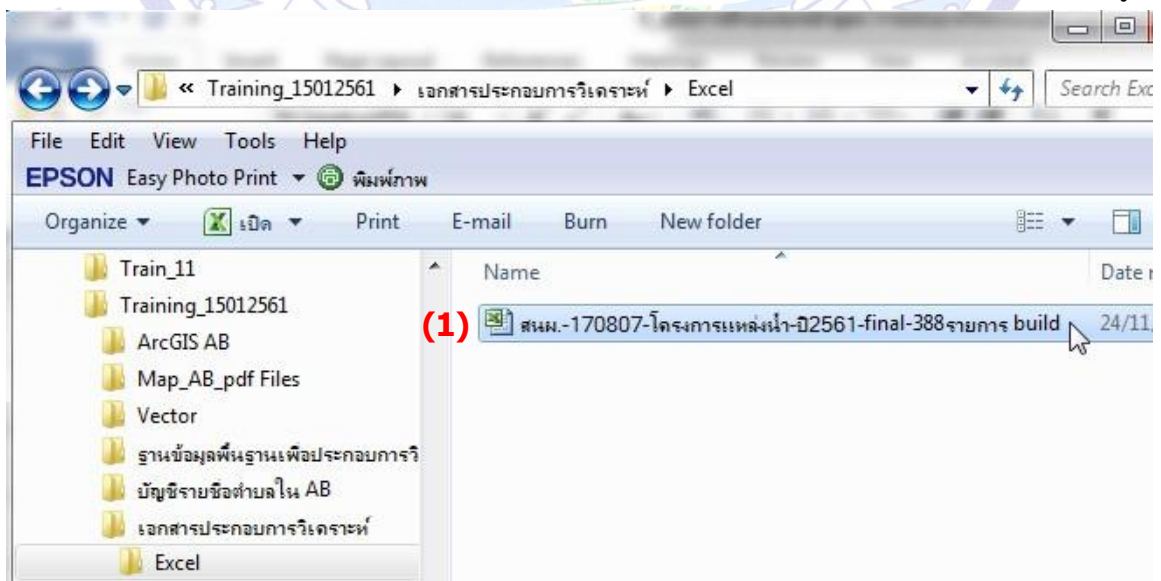 « Training_15012561 ▸ เอกสารประกอบการวิเคราะห์ ▸ Excel
Search Exc
File Edit View Tools Help
EPSON Easy Photo Print พิมพ์ภาพ
Organize เปิด Print E-mail Burn New folder
Train_11
Training_15012561
ArcGIS AB
Map_AB_pdf Files
Vector
ฐานข้อมูลพื้นฐานเพื่อประกอบการวิ
บัญชีรายชื่อตำบลใน AB
เอกสารประกอบการวิเคราะห์
Excel
Name Date r
(1) สนผ.-170807-โครงการแหล่งน้ำ-ปี2561-final-388รายการ build 24/11,